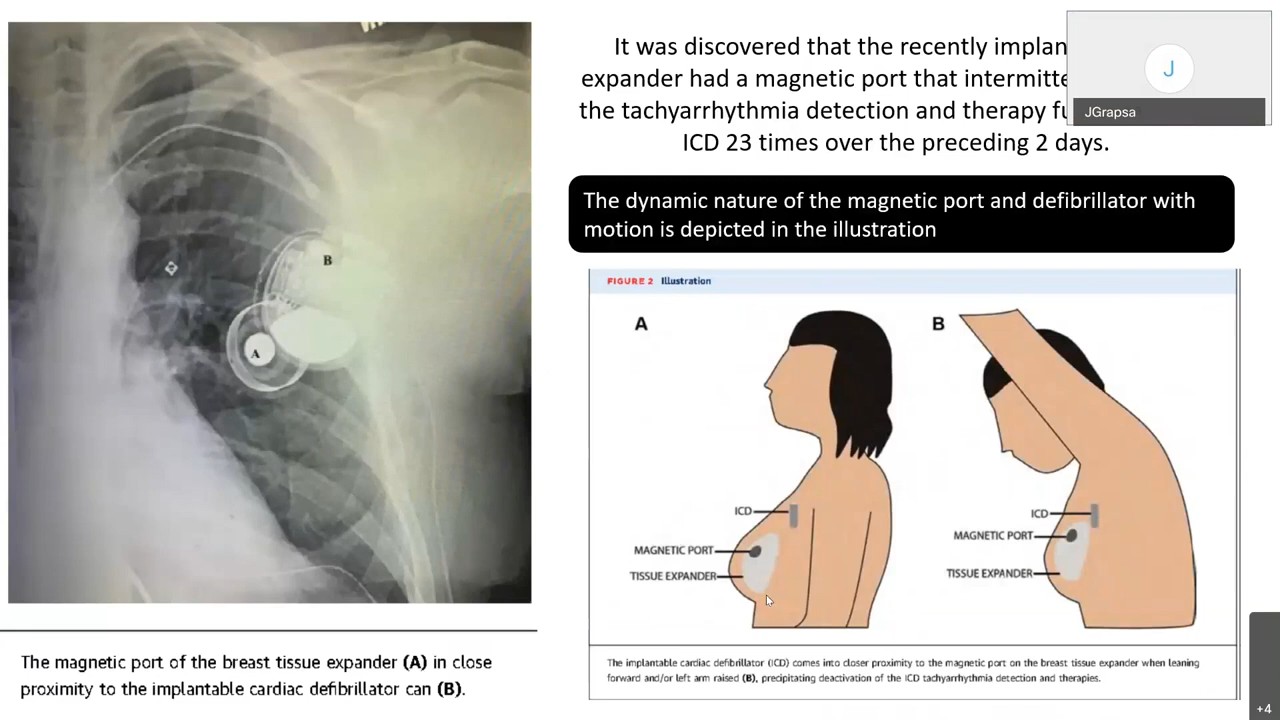 It was discovered that the recently implan
expander had a magnetic port that intermitte
the tachyarrhythmia detection and therapy fu
ICD 23 times over the preceding 2 days.
J
JGrapsa
The dynamic nature of the magnetic port and defibrillator with
motion is depicted in the illustration
B
A
FIGURE 2 Illustration
A
B
ICD
MAGNETIC PORT
TISSUE EXPANDER
ICD
MAGNETIC PORT
TISSUE EXPANDER
The implantable cardiac defibrillator (ICD) comes into closer proximity to the magnetic port on the breast tissue expander when leaning
forward and/or left arm raised (B), precipitating deactivation of the ICD tachyarrhythmia detection and therapies.
The magnetic port of the breast tissue expander (A) in close
proximity to the implantable cardiac defibrillator can (B).
+4